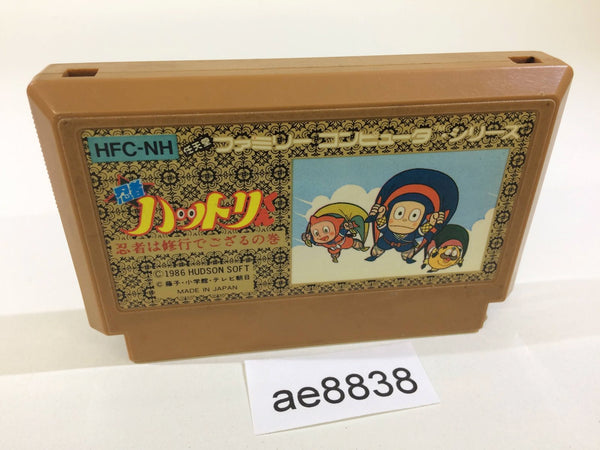 HFC-NH 任天堂 ファミリーコンピュータ シリーズ
忍者
ハットリくん
忍者は修行でござるの巻
©1986 HUDSON SOFT
©藤子・小学館・テレビ朝日
MADE IN JAPAN
ae8838